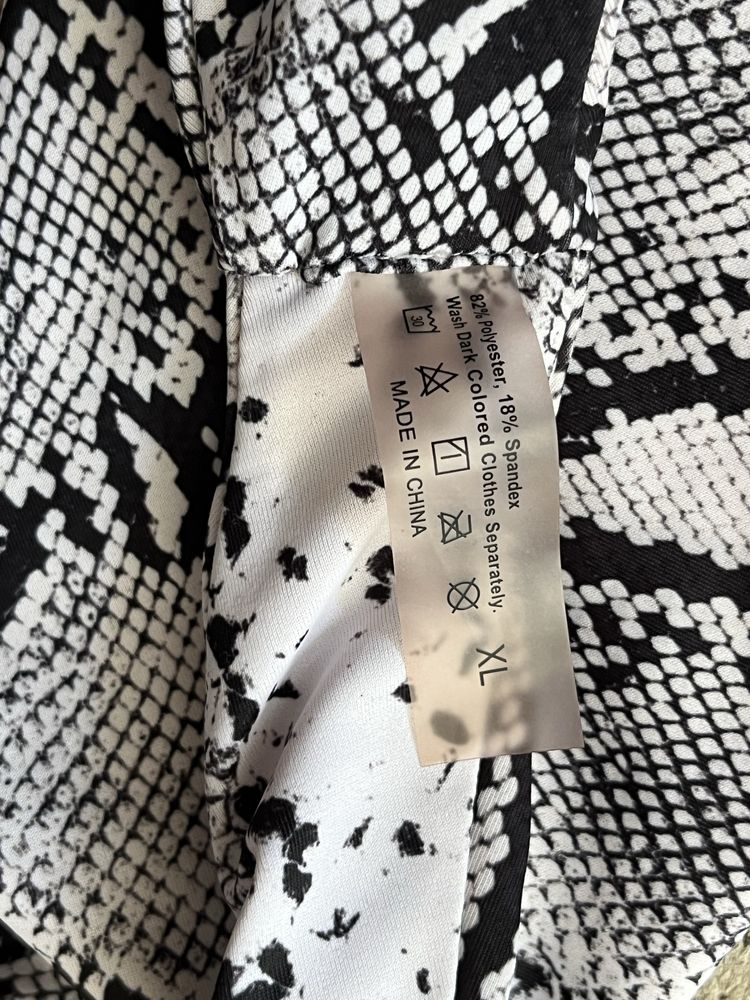 82% Polyester, 18% Spandex
Wash Dark Colored Clothes Separately.
30
MADE IN CHINA
XL